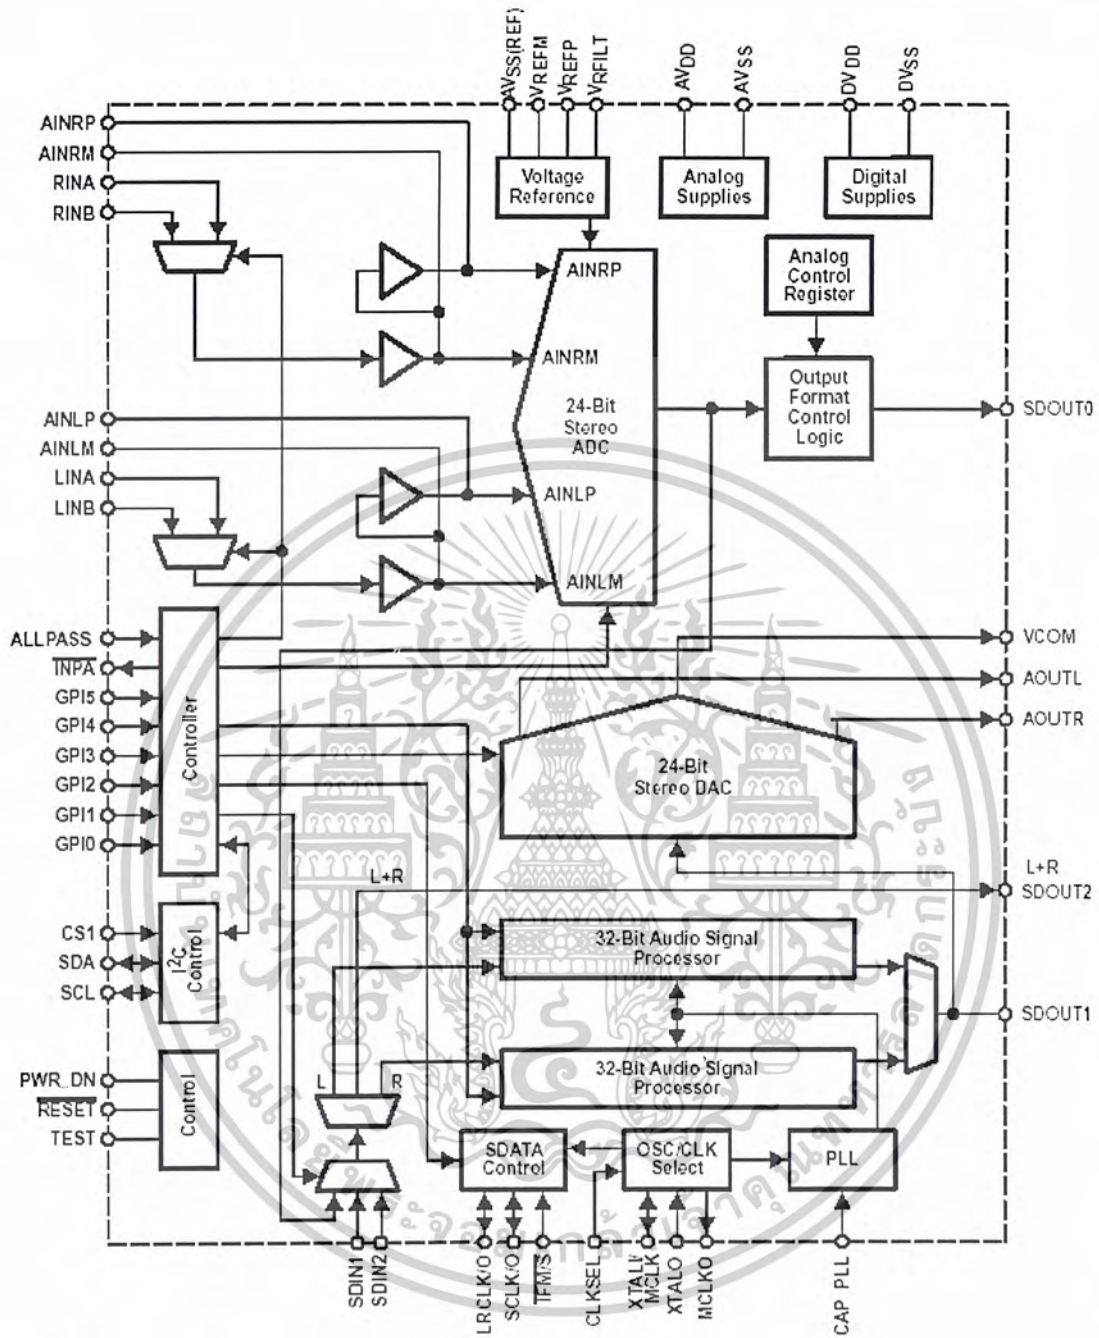 AVSS(REF)
VREFM
VREFP
VRFILT
AVDD
AVSS
DVDD
DVSS
AINRP
AINRM
RINA
RINB
Voltage
Reference
Analog
Supplies
Digital
Supplies
AINRP
Analog
Control
Register
AINRM
Output
Format
Control
Logic
24-Bit
Stereo
ADC
SDOUT0
AINLP
AINLM
LINA
LINB
AINLP
AINLM
ALLPASS
INPA
GPI5
GPI4
GPI3
GPI2
GPI1
GPI0
Controller
VCOM
AOUTL
AOUTR
24-Bit
Stereo DAC
L+R
L+R
SDOUT2
CS1
SDA
SCL
I2C
Control
32-Bit Audio Signal
Processor
SDOUT1
32-Bit Audio Signal
Processor
PWR_DN
RESET
TEST
Control
L
R
SDATA
Control
OSC/CLK
Select
PLL
SDIN1
SDIN2
LRCLK/O
SCLK/O
IFM/S
CLKSEL
XTALI/
MCLK
XTALO
MCLKO
CAP_PLL